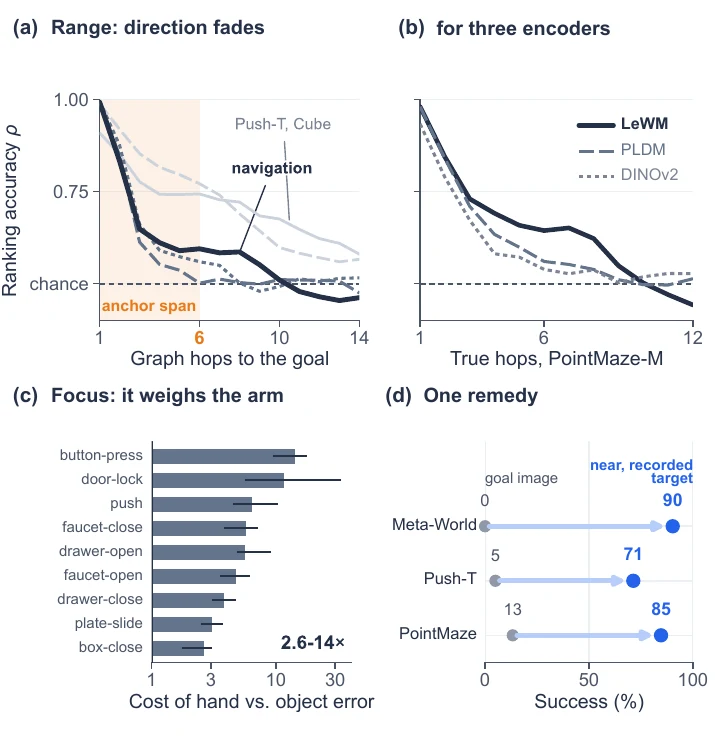 (a) Range: direction fades
(b) for three encoders
Ranking accuracy ρ
1.00
0.75
chance
Push-T, Cube
navigation
anchor span
1
6
10
14
Graph hops to the goal
LeWM
PLDM
DINOv2
1
6
12
True hops, PointMaze-M
(c) Focus: it weighs the arm
button-press
door-lock
push
faucet-close
drawer-open
faucet-open
drawer-close
plate-slide
box-close
2.6-14×
1
3
10
30
Cost of hand vs. object error
(d) One remedy
goal image
near, recorded
target
0
90
Meta-World
5
71
Push-T
13
85
PointMaze
0
50
100
Success (%)